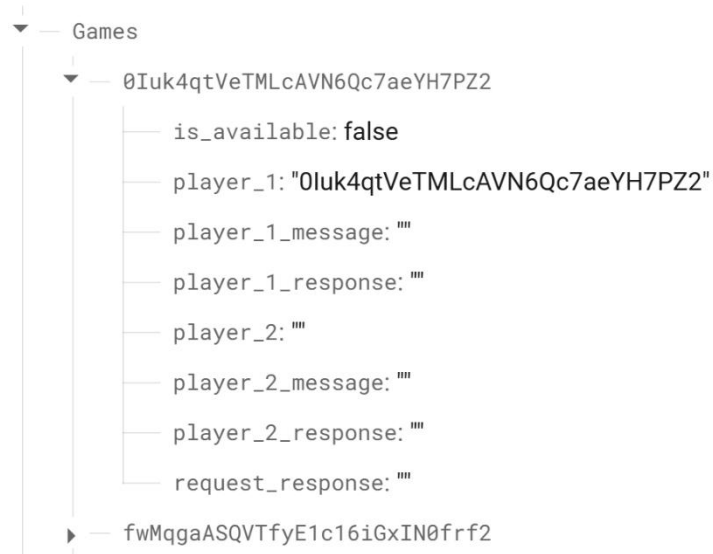 Games
0Iuk4qtVeTMLcAVN6Qc7aeYH7PZ2
is_available: false
player_1: "0Iuk4qtVeTMLcAVN6Qc7aeYH7PZ2"
player_1_message: ""
player_1_response: ""
player_2: ""
player_2_message: ""
player_2_response: ""
request_response: ""
fwMqgaASQVTfyE1c16iGxIN0frf2